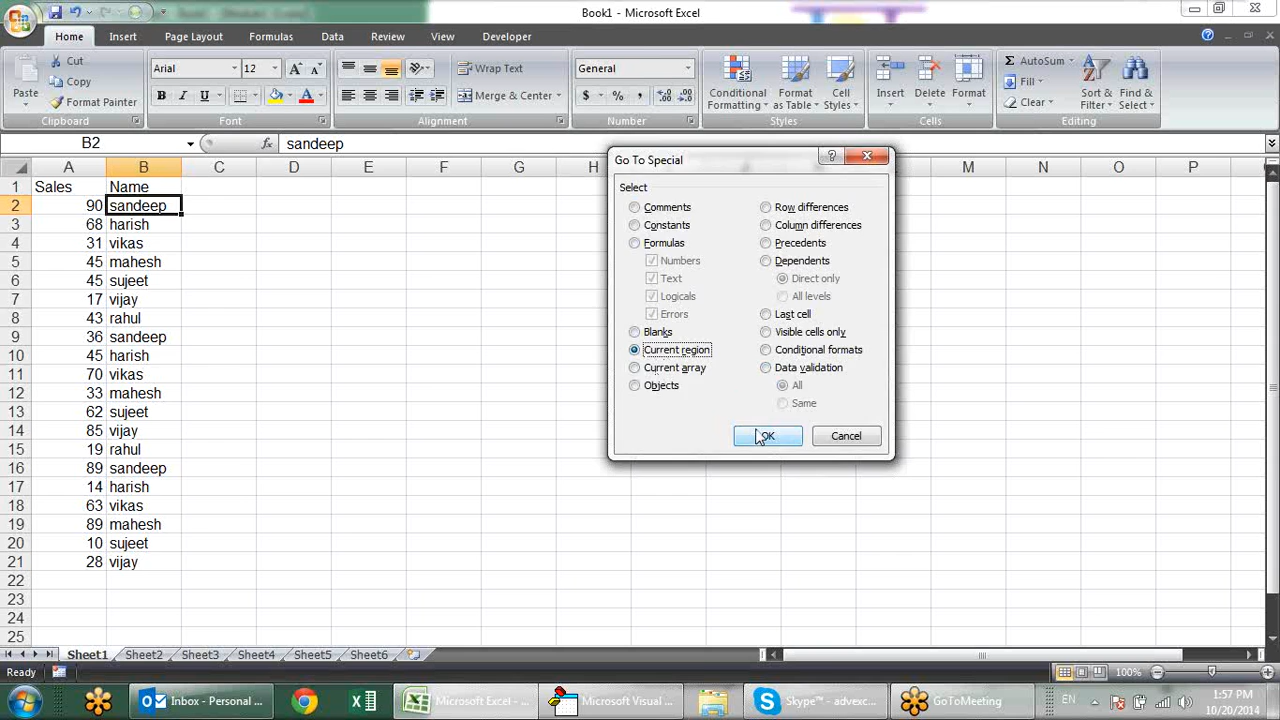 Book1 - Microsoft Excel
Home Insert Page Layout Formulas Data Review View Developer
Cut
Copy
Format Painter
Paste
Clipboard
Arial 12
B I U
Font
Wrap Text
Merge & Center
Alignment
General
$ % ,
Number
Conditional Formatting
Format as Table
Cell Styles
Styles
Insert Delete Format
Cells
AutoSum
Fill
Clear
Sort & Filter
Find & Select
Editing
B2 fx sandeep
A B C D E F G H M N O P
1 Sales Name
2 90 sandeep
3 68 harish
4 31 vikas
5 45 mahesh
6 45 sujeet
7 17 vijay
8 43 rahul
9 36 sandeep
10 45 harish
11 70 vikas
12 33 mahesh
13 62 sujeet
14 85 vijay
15 19 rahul
16 89 sandeep
17 14 harish
18 63 vikas
19 89 mahesh
20 10 sujeet
21 28 vijay
22
23
24
25
Go To Special
Select
Comments
Constants
Formulas
Numbers
Text
Logicals
Errors
Blanks
Current region
Current array
Objects
Row differences
Column differences
Precedents
Dependents
Direct only
All levels
Last cell
Visible cells only
Conditional formats
Data validation
All
Same
OK Cancel
Sheet1 Sheet2 Sheet3 Sheet4 Sheet5 Sheet6
Ready 100%
Inbox - Personal ... Microsoft Excel - ... Microsoft Visual ... Skype™ - advexc... GoToMeeting EN 1:57 PM
10/20/2014